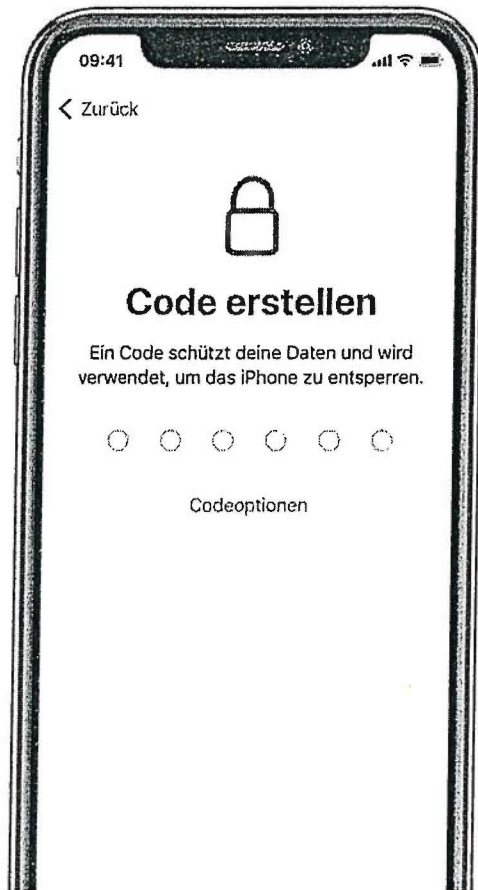 09:41
Zurück
Code erstellen
Ein Code schützt deine Daten und wird
verwendet, um das iPhone zu entsperren.
Codeoptionen